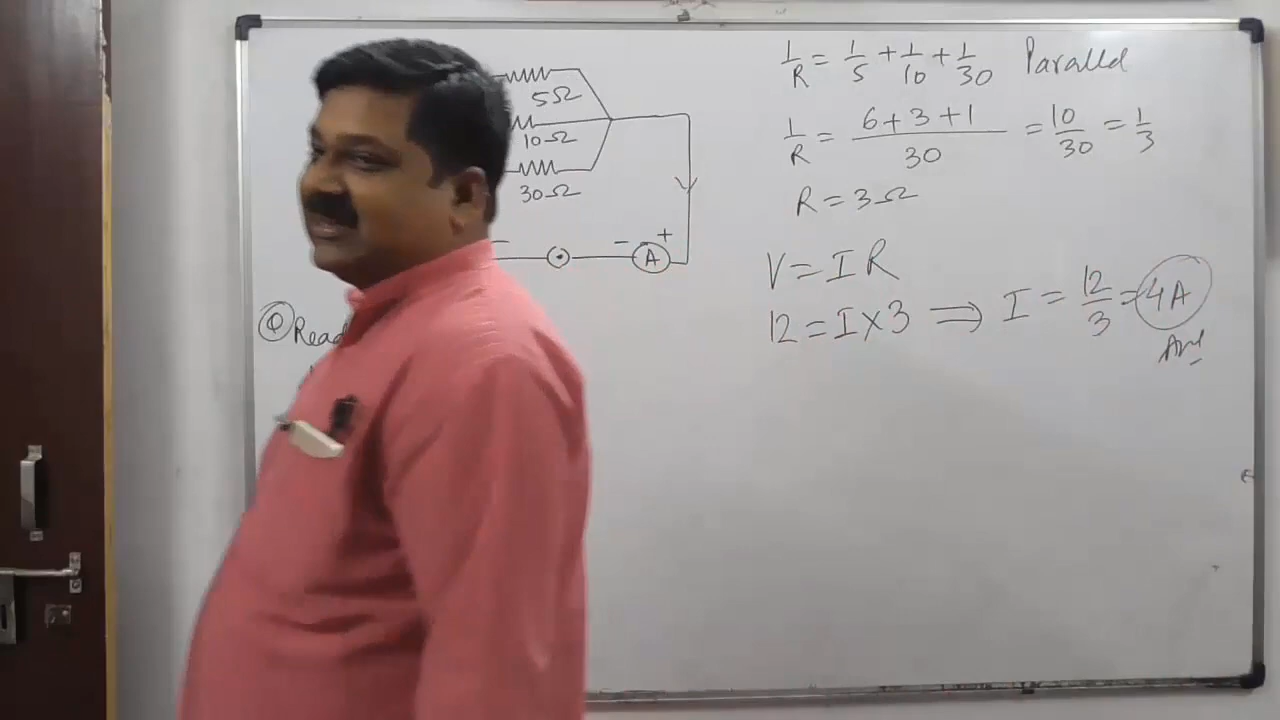 5Ω
10Ω
30Ω
− − + A
Q Read
1/R = 1/5 + 1/10 + 1/30 Parallel
1/R = 6+3+1/30 = 10/30 = 1/3
R = 3Ω
V = IR
12 = I×3 ⇒ I = 12/3 = 4A
Ans